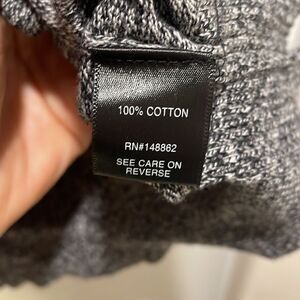 100% COTTON
RN#148862
SEE CARE ON
REVERSE